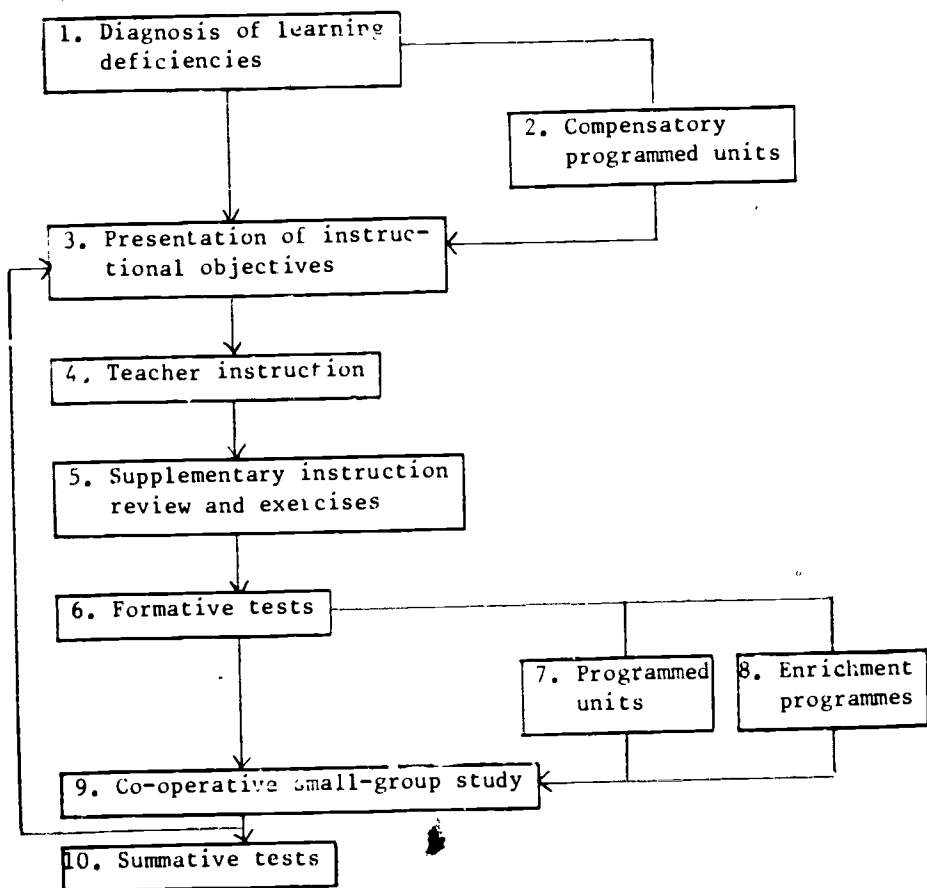 1. Diagnosis of learning
deficiencies
2. Compensatory
programmed units
3. Presentation of instruc-
tional objectives
4. Teacher instruction
5. Supplementary instruction
review and exercises
6. Formative tests
7. Programmed
units
8. Enrichment
programmes
9. Co-operative small-group study
10. Summative tests